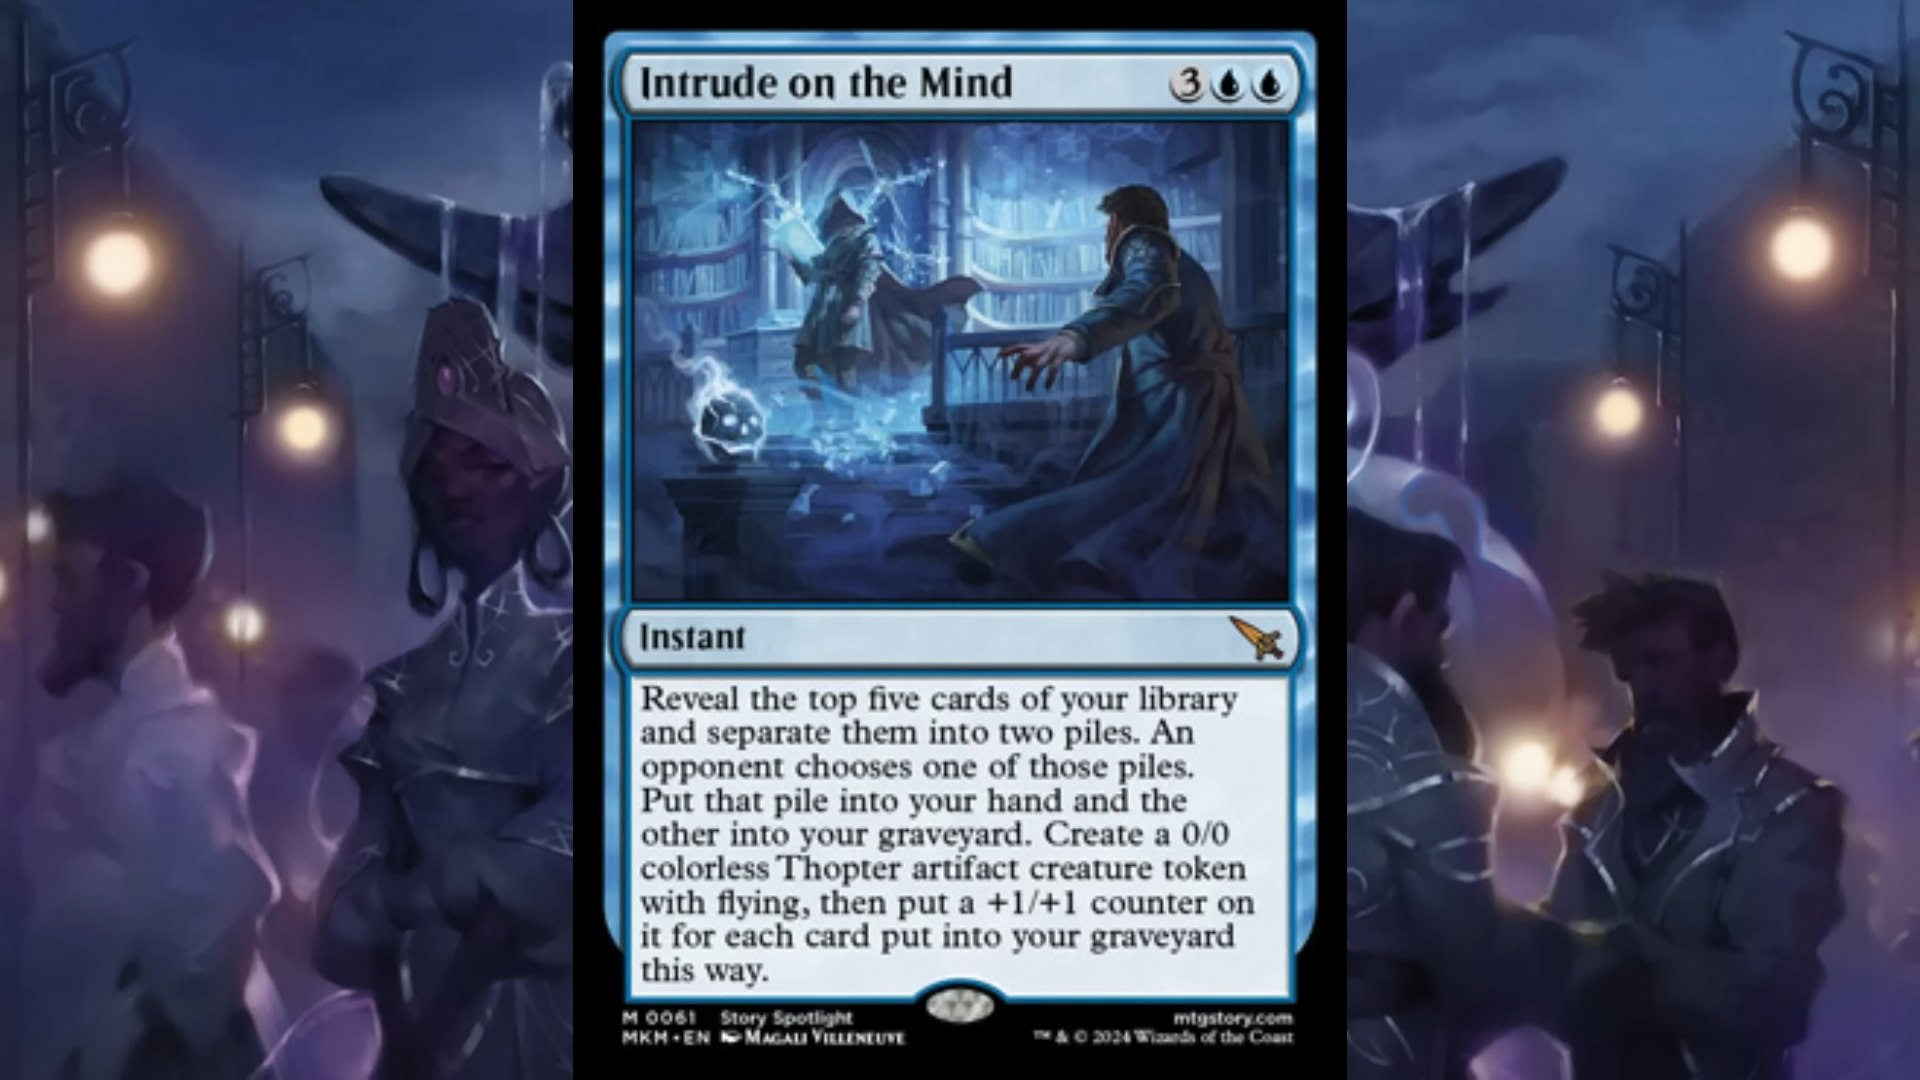 Intrude on the Mind 3
Instant
Reveal the top five cards of your library
and separate them into two piles. An
opponent chooses one of those piles.
Put that pile into your hand and the
other into your graveyard. Create a 0/0
colorless Thopter artifact creature token
with flying, then put a +1/+1 counter on
it for each card put into your graveyard
this way.
M 0061 Story Spotlight mtgstory.com
MKM • EN Magali Villeneuve ™ & © 2024 Wizards of the Coast